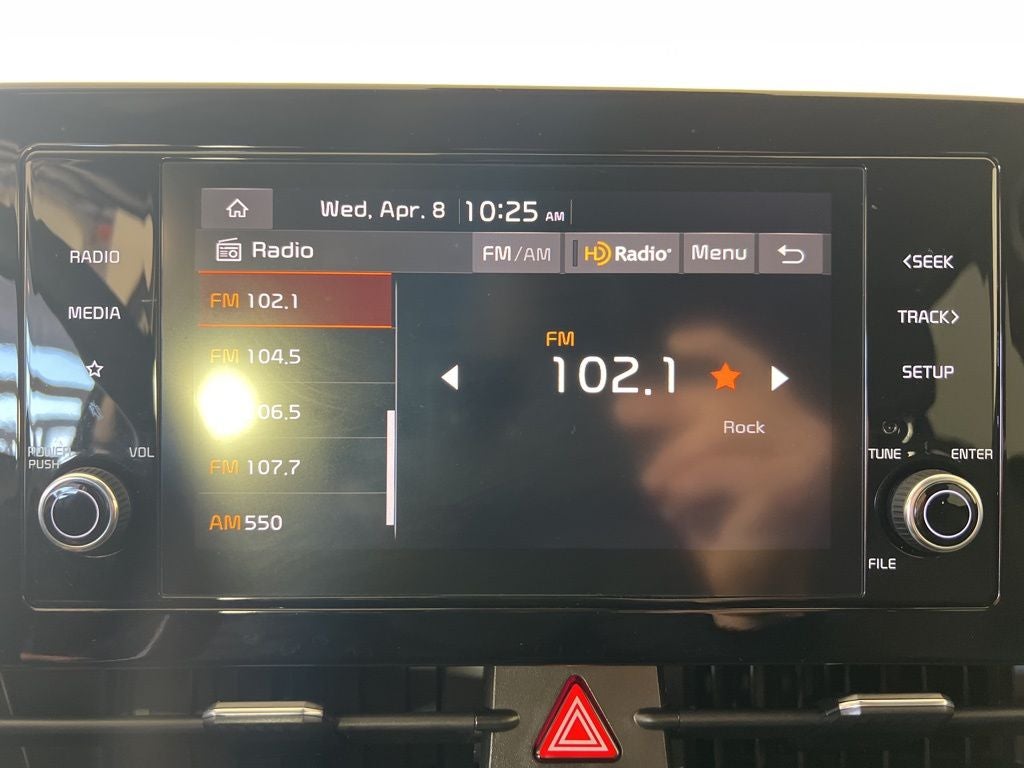 Wed, Apr. 8 10:25 AM
Radio FM/AM HD Radio Menu
RADIO
MEDIA
POWER
PUSH
VOL
FM 102.1
FM 104.5
06.5
FM 107.7
AM 550
FM
102.1
Rock
<SEEK
TRACK>
SETUP
TUNE
ENTER
FILE